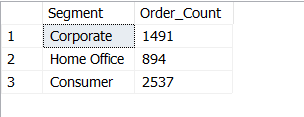 Segment Order_Count
1 Corporate 1491
2 Home Office 894
3 Consumer 2537